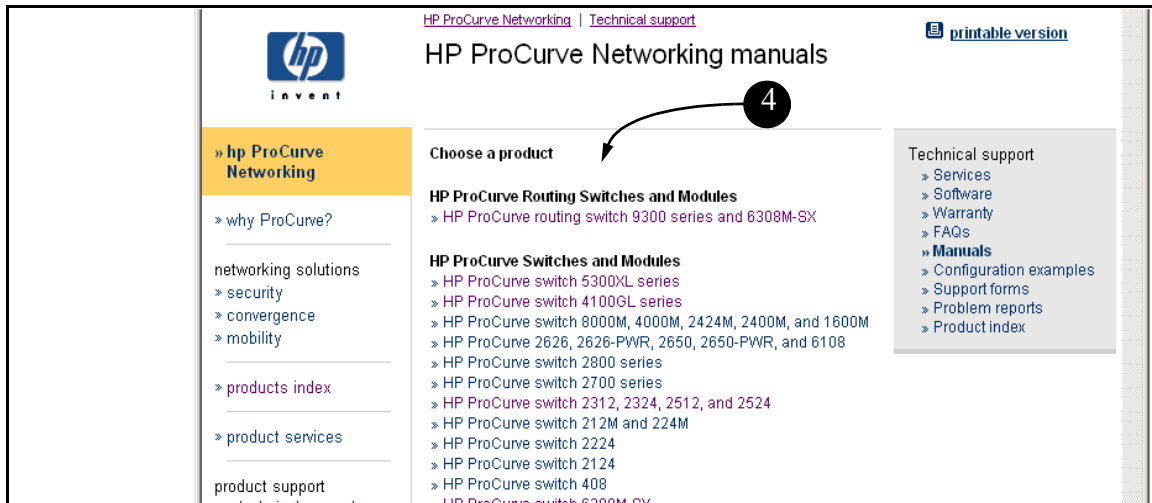 HP ProCurve Networking | Technical support
printable version
HP ProCurve Networking manuals
hp
invent
4
» hp ProCurve
Networking
» why ProCurve?
networking solutions
» security
» convergence
» mobility
» products index
» product services
product support
Choose a product
HP ProCurve Routing Switches and Modules
» HP ProCurve routing switch 9300 series and 6308M-SX
HP ProCurve Switches and Modules
» HP ProCurve switch 5300XL series
» HP ProCurve switch 4100GL series
» HP ProCurve switch 8000M, 4000M, 2424M, 2400M, and 1600M
» HP ProCurve 2626, 2626-PWR, 2650, 2650-PWR, and 6108
» HP ProCurve switch 2800 series
» HP ProCurve switch 2700 series
» HP ProCurve switch 2312, 2324, 2512, and 2524
» HP ProCurve switch 212M and 224M
» HP ProCurve switch 2224
» HP ProCurve switch 2124
» HP ProCurve switch 408
Technical support
» Services
» Software
» Warranty
» FAQs
» Manuals
» Configuration examples
» Support forms
» Problem reports
» Product index